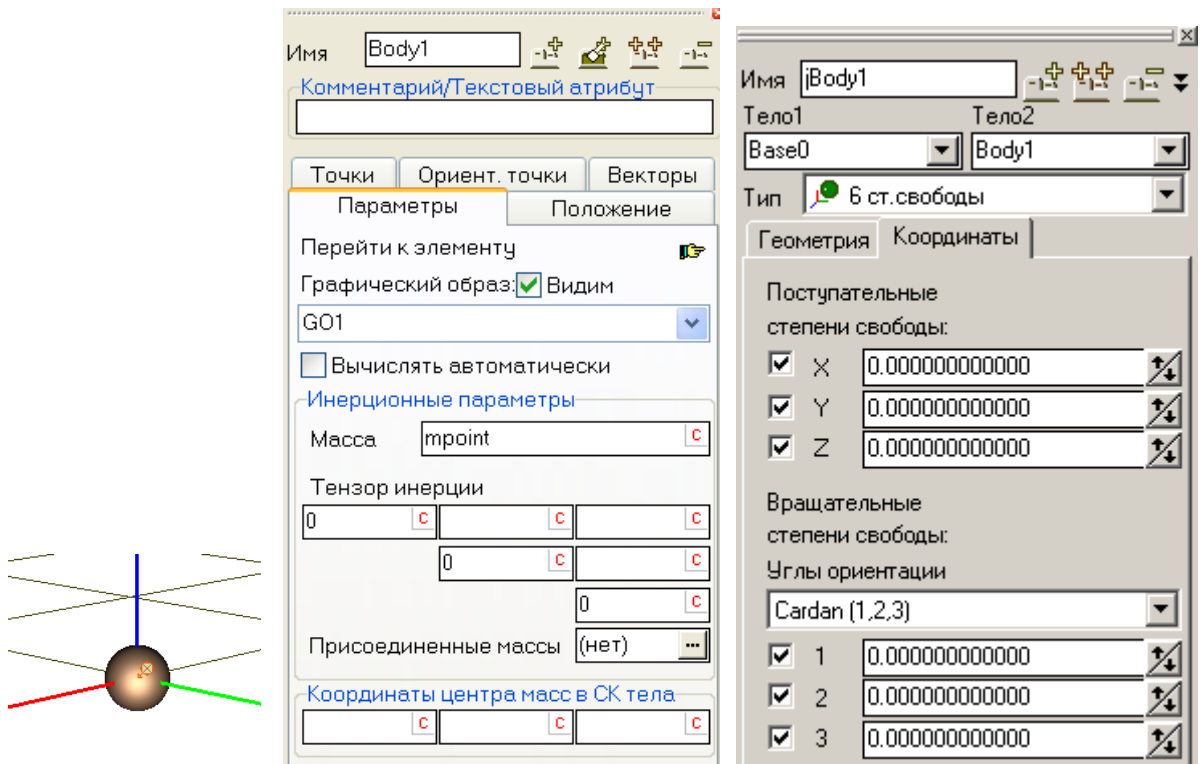 Имя Body1
Комментарий/Текстовый атрибут
Точки Ориент. точки Векторы
Параметры Положение
Перейти к элементу
Графический образ: Видим
GO1
Вычислять автоматически
Инерционные параметры
Масса mpoint C
Тензор инерции
0 C C C
0 C C
0 C
Присоединенные массы (нет) ...
Координаты центра масс в СК тела
C C C
Имя jBody1
Тело1 Тело2
Base0 Body1
Тип 6 ст.свободы
Геометрия Координаты
Поступательные
степени свободы:
X 0.000000000000
Y 0.000000000000
Z 0.000000000000
Вращательные
степени свободы:
Углы ориентации
Cardan (1,2,3)
1 0.000000000000
2 0.000000000000
3 0.000000000000